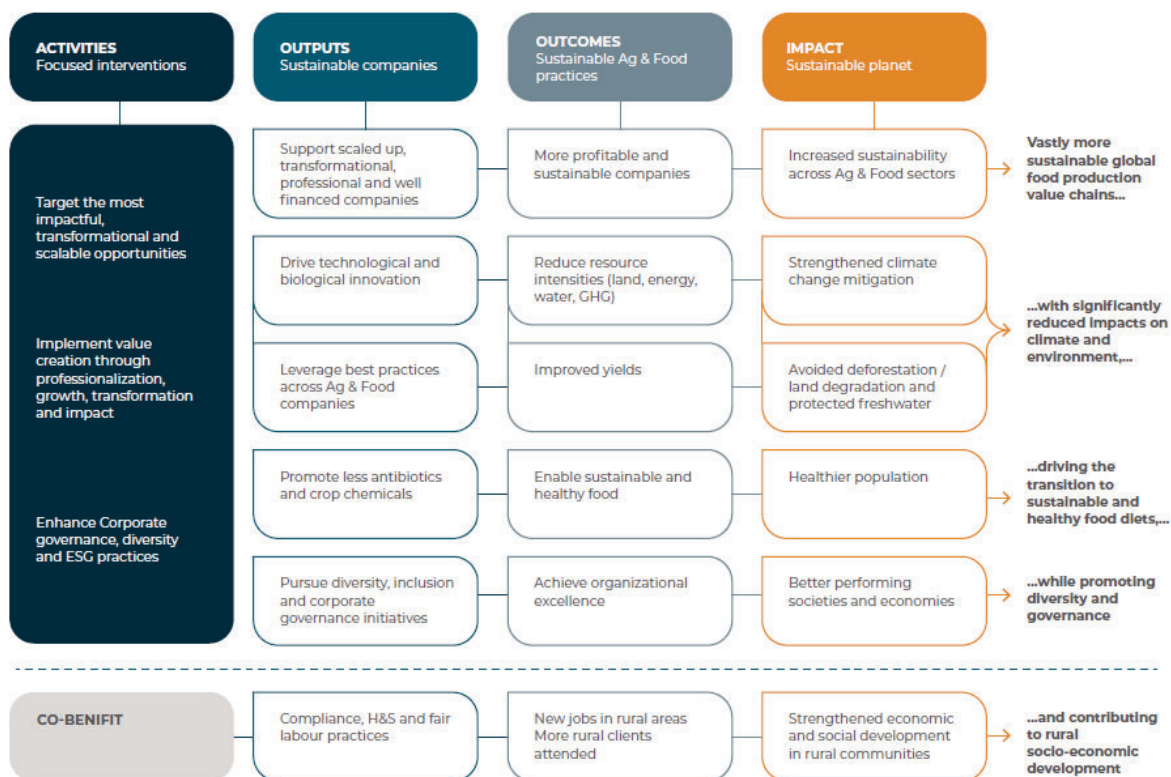 ACTIVITIES
Focused interventions
OUTPUTS
Sustainable companies
OUTCOMES
Sustainable Ag & Food
practices
IMPACT
Sustainable planet
Target the most
impactful,
transformational and
scalable opportunities
Implement value
creation through
professionalization,
growth, transformation
and impact
Enhance Corporate
governance, diversity
and ESG practices
Support scaled up,
transformational,
professional and well
financed companies
More profitable and
sustainable companies
Increased sustainability
across Ag & Food sectors
Vastly more
sustainable global
food production
value chains...
Drive technological and
biological innovation
Reduce resource
intensities (land, energy,
water, GHG)
Strengthened climate
change mitigation
...with significantly
reduced impacts on
climate and
environment,...
Leverage best practices
across Ag & Food
companies
Improved yields
Avoided deforestation /
land degradation and
protected freshwater
Promote less antibiotics
and crop chemicals
Enable sustainable and
healthy food
Healthier population
...driving the
transition to
sustainable and
healthy food diets,...
Pursue diversity, inclusion
and corporate
governance initiatives
Achieve organizational
excellence
Better performing
societies and economies
...while promoting
diversity and
governance
CO-BENIFIT
Compliance, H&S and fair
labour practices
New jobs in rural areas
More rural clients
attended
Strengthened economic
and social development
in rural communities
...and contributing
to rural
socio-economic
development